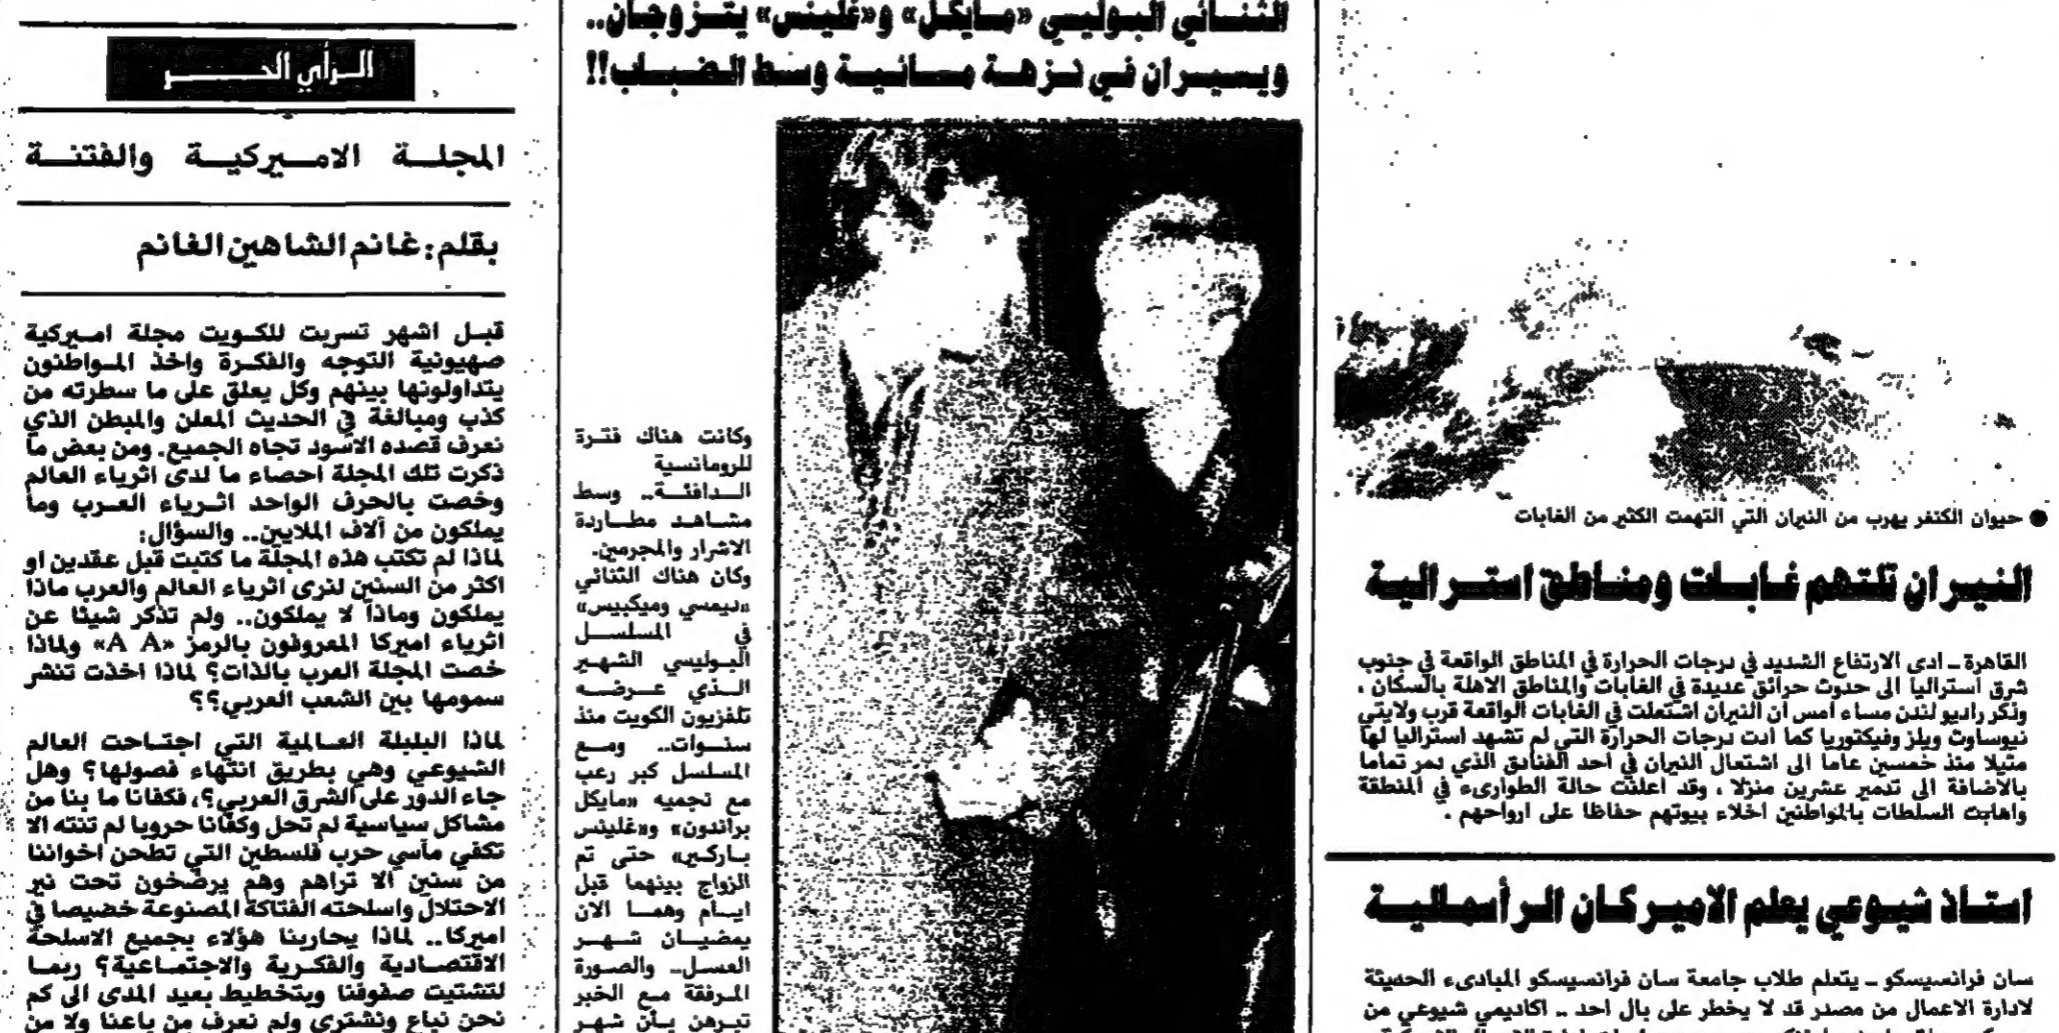 حيوان الكنغر يهرب من النيران التي التهمت الكثير من الغابات
النيران تلتهم غابات ومناطق استرالية
القاهرة ـ ادى الارتفاع الشديد في درجات الحرارة في المناطق الواقعة في جنوب
شرق استراليا الى حدوث حرائق عديدة في الغابات والمناطق الاهلة بالسكان .
وذكر راديو لندن مساء امس ان النيران اشتعلت في الغابات الواقعة قرب ولايتي
نيوساوث ويلز وفيكتوريا كما ادت درجات الحرارة التي لم تشهد استراليا لها
مثيلا منذ خمسين عاما الى اشتعال النيران في احد الفنادق الذي دمر تماما
بالاضافة الى تدمير عشرين منزلا ، وقد اعلنت حالة الطوارىء في المنطقة
واهابت السلطات بالمواطنين اخلاء بيوتهم حفاظا على ارواحهم .
استاذ شيوعي يعلم الاميركان الرأسمالية
سان فرانسيسكو ـ يتعلم طلاب جامعة سان فرانسيسكو المبادىء الحديثة
لادارة الاعمال من مصدر قد لا يخطر على بال احد .. اكاديمي شيوعي من
الثنائي البوليسي «مايكل» و«غلينس» يتزوجان..
ويسيران في نزهة مسائية وسط الضباب!!
وكانت هناك فترة
للرومانسية
الدافئة.. وسط
مشاهد مطاردة
الاشرار والمجرمين.
وكان هناك الثنائي
«ديمسي وميكبيس»
في المسلسل
البوليسي الشهير
الذي عرضه
تلفزيون الكويت منذ
سنوات.. ومع
المسلسل كبر رعب
مع نجميه «مايكل
براندون» و«غلينس
باركير» حتى تم
الزواج بينهما قبل
ايام وهما الان
يمضيان شهر
العسل.. والصورة
المرفقة مع الخبر
تبرهن بأن شهر
الرأي الحر
المجلة الاميركية والفتنة
بقلم: غانم الشاهين الغانم
قبل اشهر تسربت للكويت مجلة اميركية
صهيونية التوجه والفكرة واخذ المواطنون
يتداولونها بينهم وكل يعلق على ما سطرته من
كذب ومبالغة في الحديث المعلن والمبطن الذي
نعرف قصده الاسود تجاه الجميع. ومن بعض ما
ذكرت تلك المجلة احصاء ما لدى اثرياء العالم
وخصت بالحرف الواحد اثرياء العرب وما
يملكون من آلاف الملايين.. والسؤال:
لماذا لم تكتب هذه المجلة ما كتبت قبل عقدين او
اكثر من السنين لنرى اثرياء العالم والعرب ماذا
يملكون وماذا لا يملكون.. ولم تذكر شيئا عن
اثرياء اميركا المعروفون بالرمز «A A» ولماذا
خصت المجلة العرب بالذات؟ لماذا اخذت تنشر
سمومها بين الشعب العربي؟؟
لماذا البلبلة العالمية التي اجتاحت العالم
الشيوعي وهي بطريق انتهاء فصولها؟ وهل
جاء الدور على الشرق العربي؟، فكفانا ما بنا من
مشاكل سياسية لم تحل وكفانا حروبا لم تنته الا
تكفي مآسي حرب فلسطين التي تطحن اخواننا
من سنين الا تراهم وهم يرضخون تحت نير
الاحتلال واسلحته الفتاكة المصنوعة خصيصا في
اميركا.. لماذا يحاربنا هؤلاء بجميع الاسلحة
الاقتصادية والفكرية والاجتماعية؟ ربما
لتشتيت صفوفنا وبتخطيط بعيد المدى الى كم
نحن نباع ونشترى ولم نعرف من باعنا ولا من